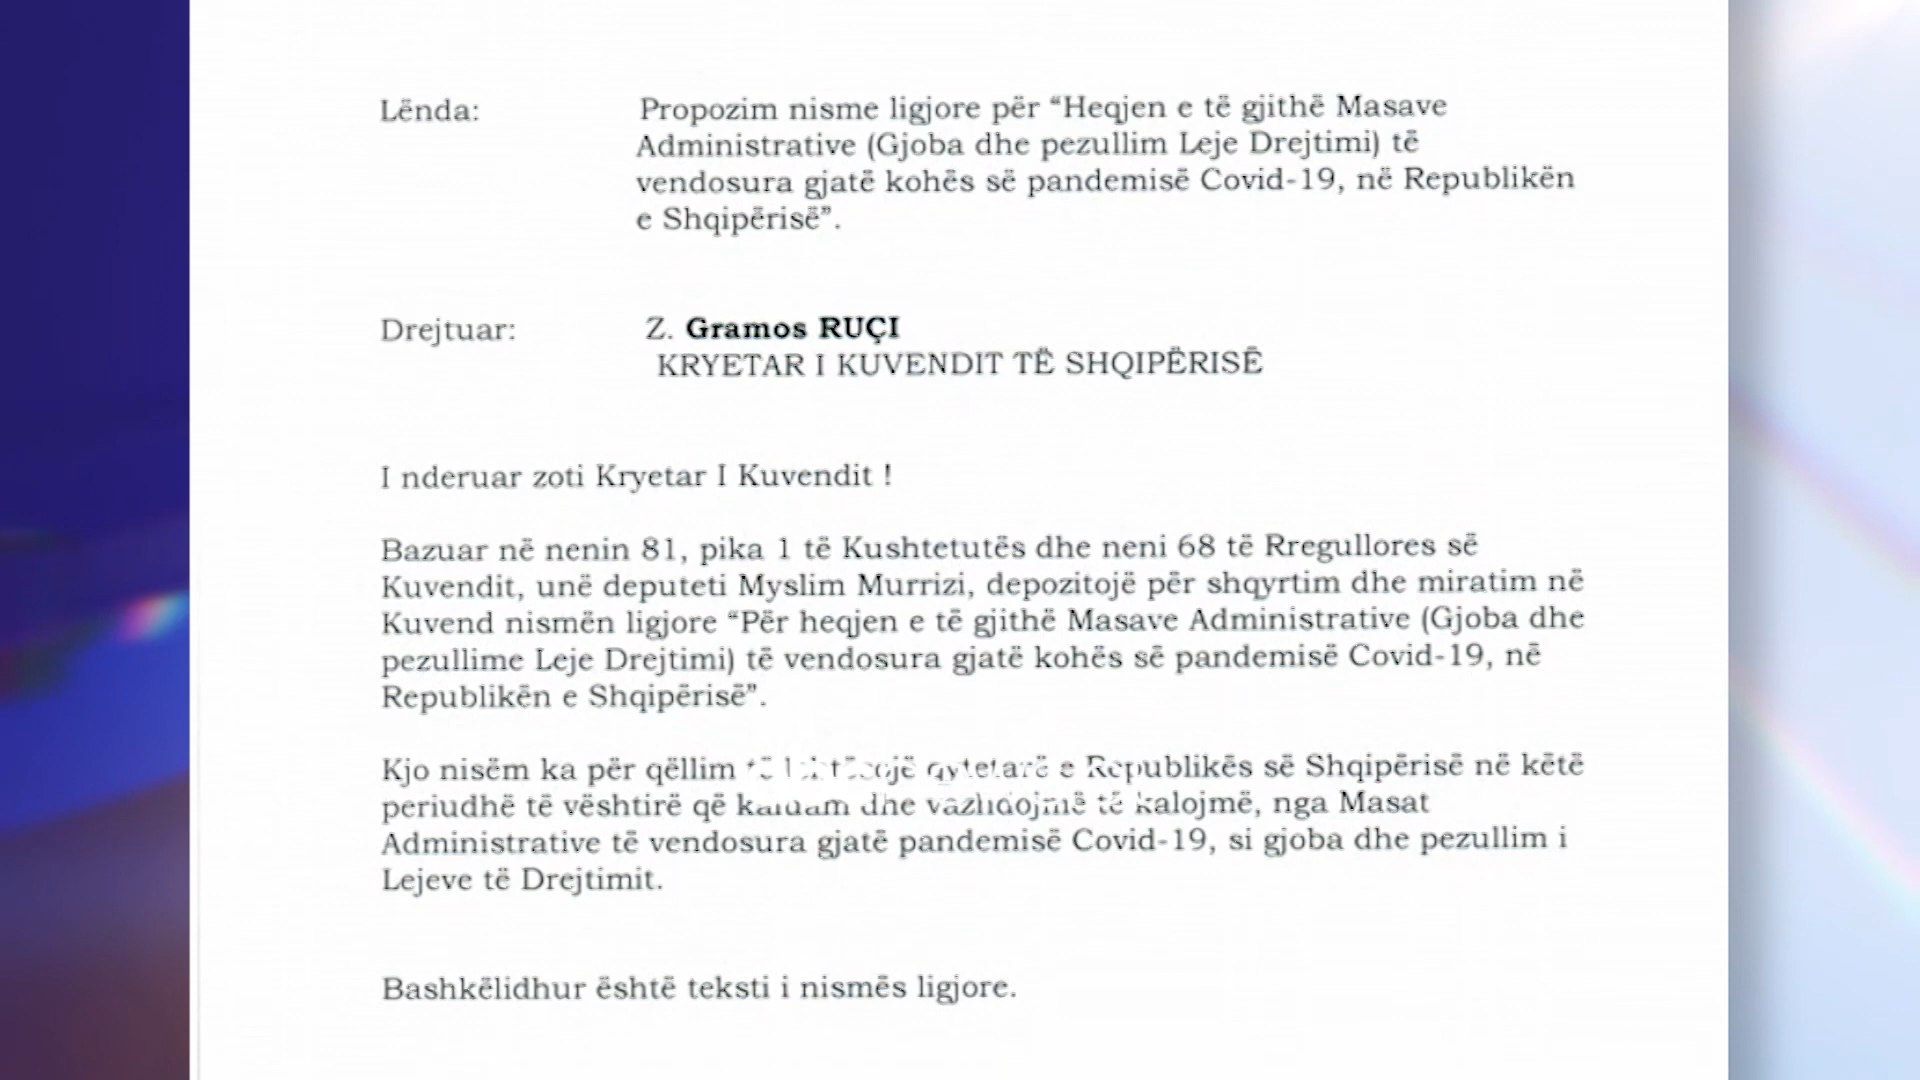 Lënda:
Propozim nisme ligjore për “Heqjen e të gjithë Masave
Administrative (Gjoba dhe pezullim Leje Drejtimi) të
vendosura gjatë kohës së pandemisë Covid-19, në Republikën
e Shqipërisë”.
Drejtuar:
Z. Gramos RUÇI
KRYETAR I KUVENDIT TË SHQIPËRISË
I nderuar zoti Kryetar I Kuvendit !
Bazuar në nenin 81, pika 1 të Kushtetutës dhe neni 68 të Rregullores së
Kuvendit, unë deputeti Myslim Murrizi, depozitojë për shqyrtim dhe miratim në
Kuvend nismën ligjore “Për heqjen e të gjithë Masave Administrative (Gjoba dhe
pezullime Leje Drejtimi) të vendosura gjatë kohës së pandemisë Covid-19, në
Republikën e Shqipërisë”.
Kjo nisëm ka për qëllim të qytetarë e Republikës së Shqipërisë në këtë
periudhë të vështirë që dhe vazhdojmë të kalojmë, nga Masat
Administrative të vendosura gjatë pandemisë Covid-19, si gjoba dhe pezullim i
Lejeve të Drejtimit.
Bashkëlidhur është teksti i nismës ligjore.